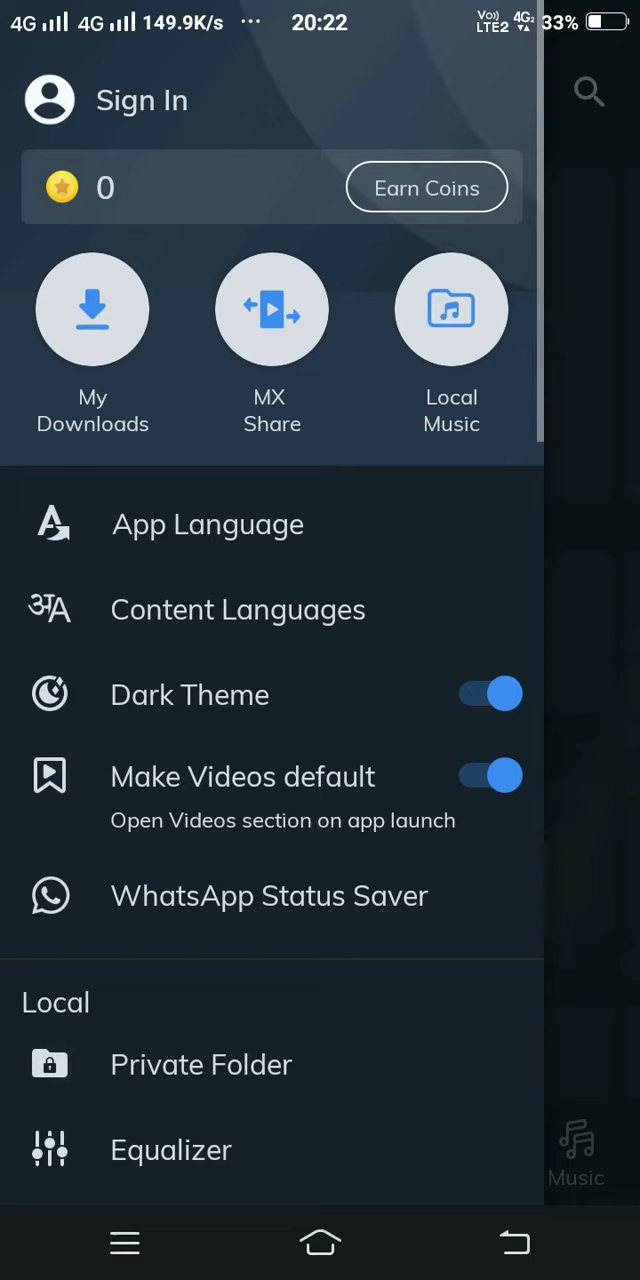 4G 4G 149.9K/s ... 20:22 Vo) LTE2 4G2 33%
Sign In
0 Earn Coins
My Downloads
MX Share
Local Music
App Language
Content Languages
Dark Theme
Make Videos default
Open Videos section on app launch
WhatsApp Status Saver
Local
Private Folder
Equalizer
Music